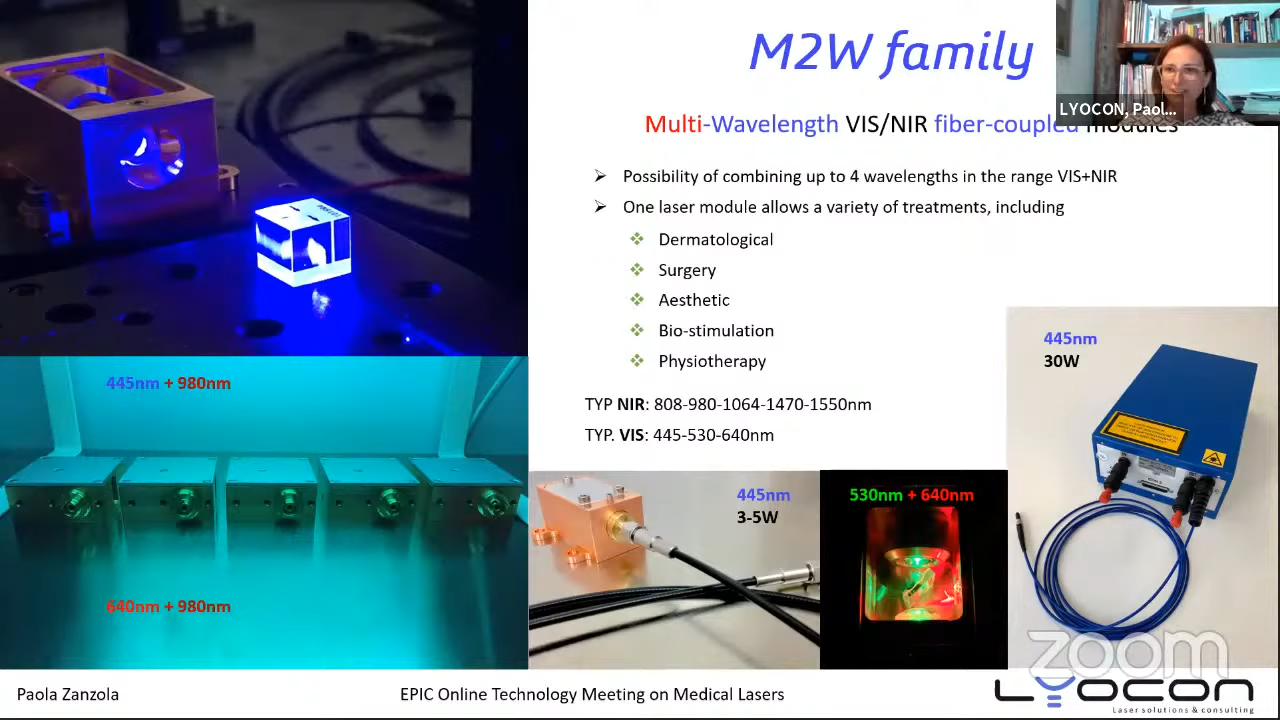 M2W family
LYOCON, Paol...
Multi-Wavelength VIS/NIR fiber-coupled modules
Possibility of combining up to 4 wavelengths in the range VIS+NIR
One laser module allows a variety of treatments, including
Dermatological
Surgery
Aesthetic
Bio-stimulation
Physiotherapy
TYP NIR: 808-980-1064-1470-1550nm
TYP. VIS: 445-530-640nm
445nm + 980nm
640nm + 980nm
445nm
3-5W
530nm + 640nm
445nm
30W
zoom
Paola Zanzola
EPIC Online Technology Meeting on Medical Lasers
LYOCON
Laser solutions & consulting